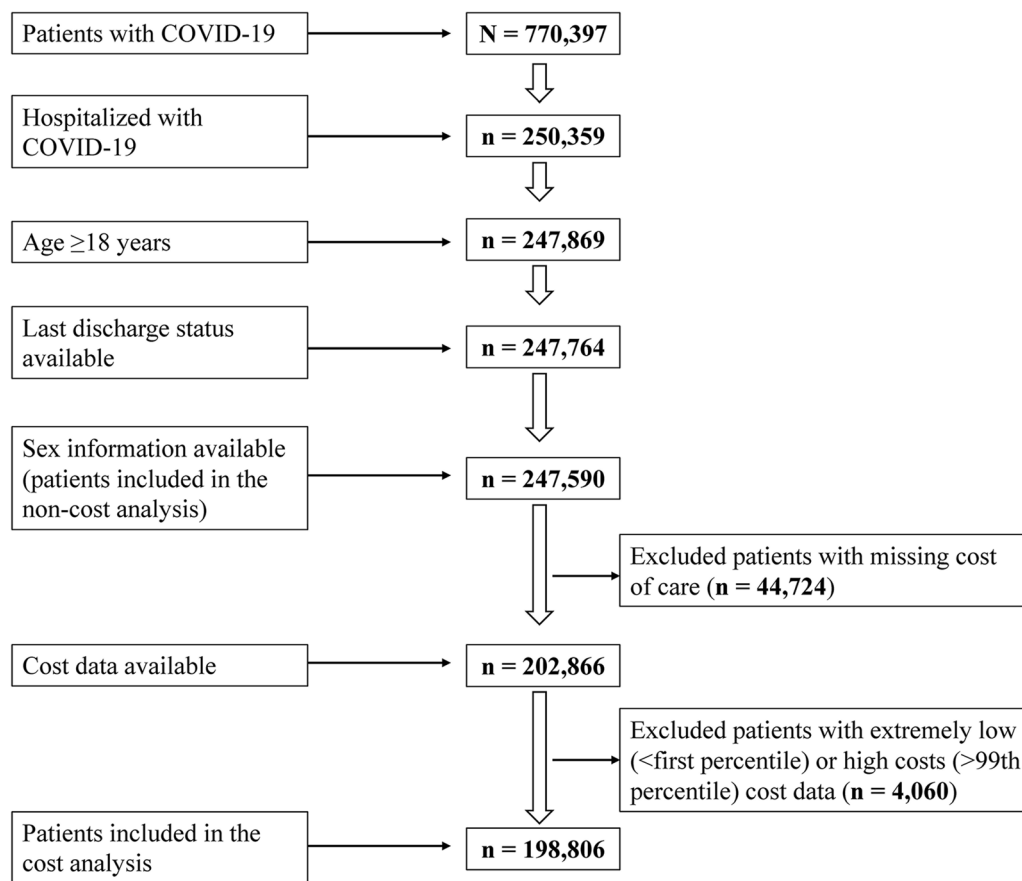 Patients with COVID-19
N = 770,397
Hospitalized with
COVID-19
n = 250,359
Age ≥18 years
n = 247,869
Last discharge status
available
n = 247,764
Sex information available
(patients included in the
non-cost analysis)
n = 247,590
Excluded patients with missing cost
of care (n = 44,724)
Cost data available
n = 202,866
Excluded patients with extremely low
(<first percentile) or high costs (>99th
percentile) cost data (n = 4,060)
Patients included in the
cost analysis
n = 198,806